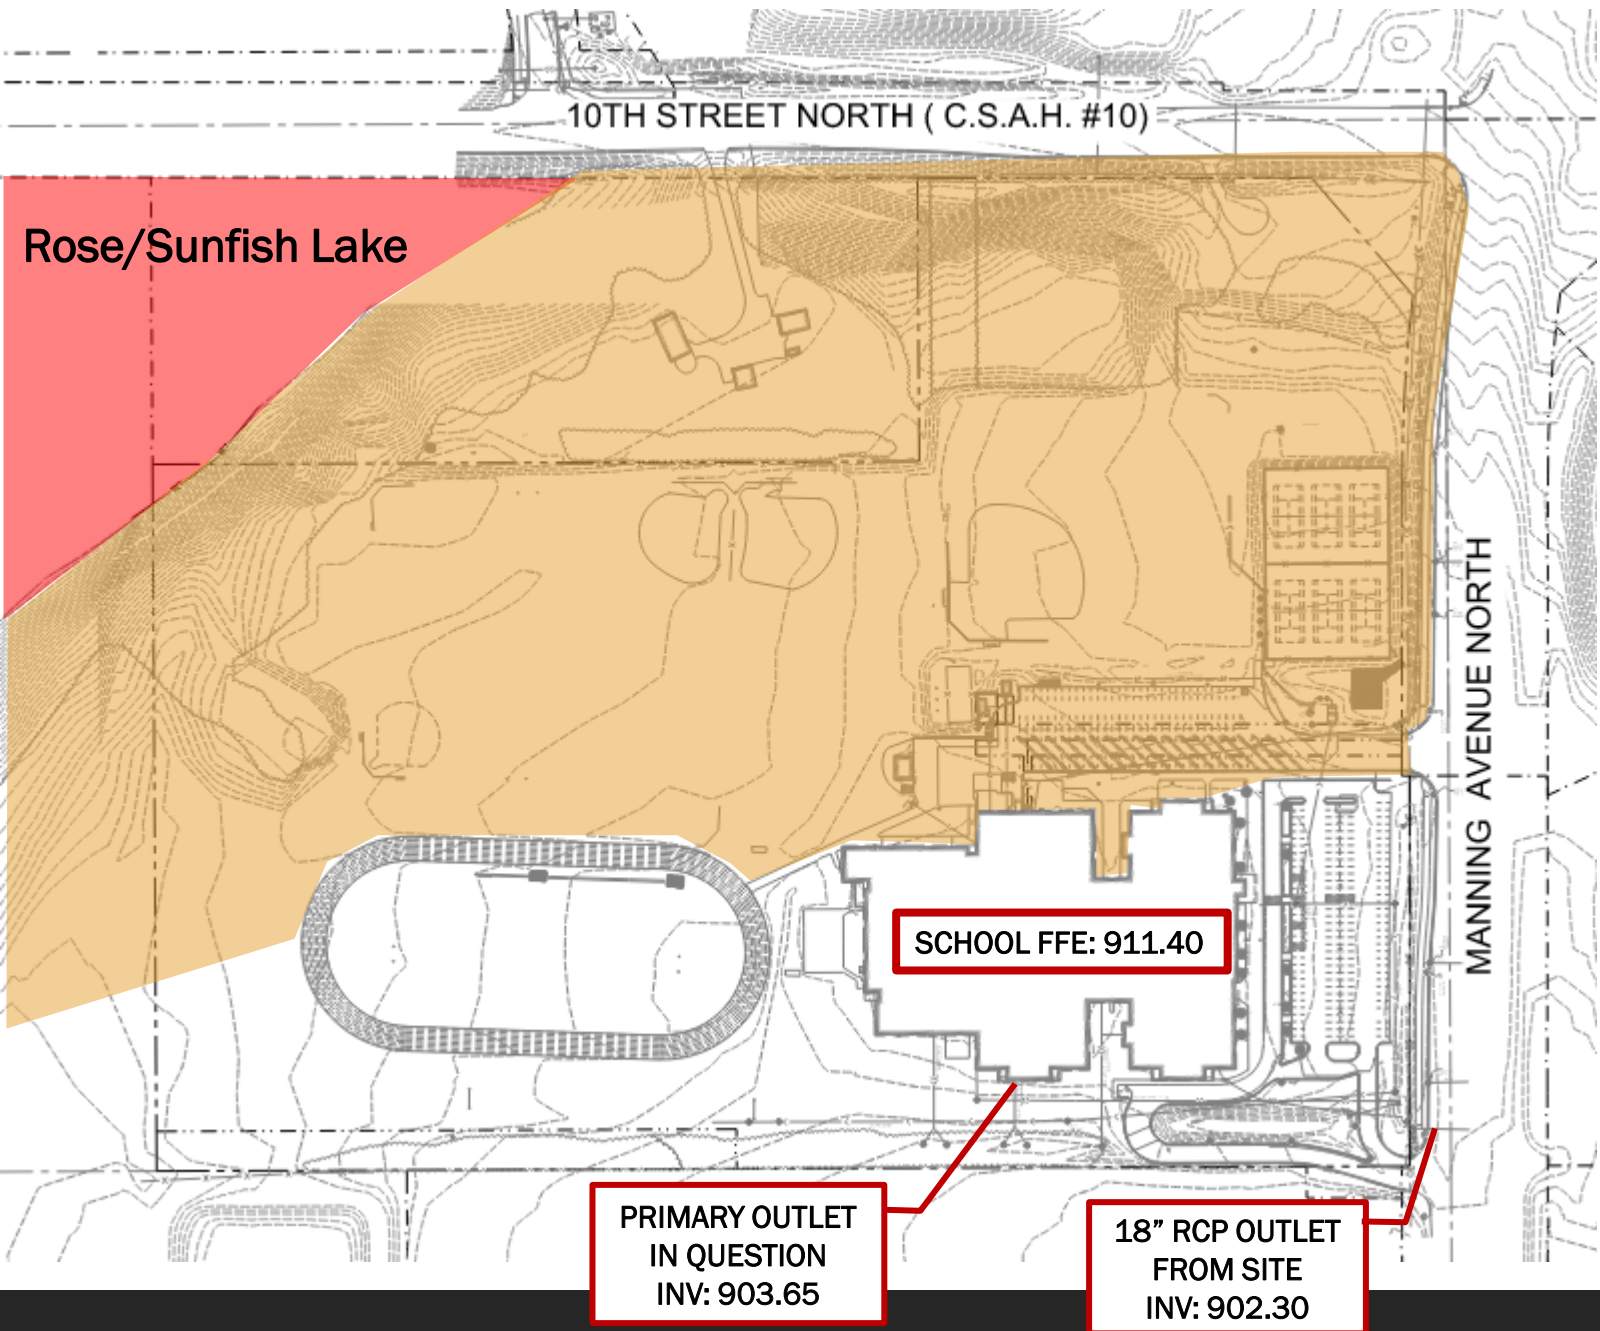 10TH STREET NORTH ( C.S.A.H. #10)
Rose/Sunfish Lake
MANNING AVENUE NORTH
SCHOOL FFE: 911.40
PRIMARY OUTLET
IN QUESTION
INV: 903.65
18” RCP OUTLET
FROM SITE
INV: 902.30